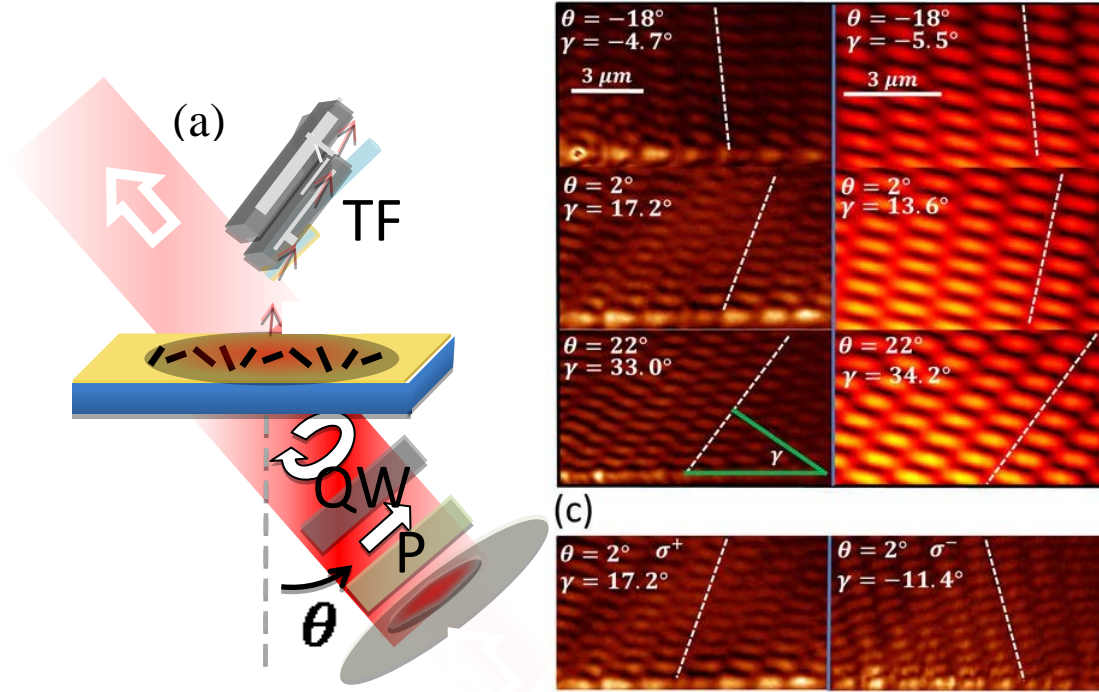 (a)
TF
QW
P
θ
θ = −18°
γ = −4.7°
3 μm
θ = −18°
γ = −5.5°
3 μm
θ = 2°
γ = 17.2°
θ = 2°
γ = 13.6°
θ = 22°
γ = 33.0°
γ
θ = 22°
γ = 34.2°
(c)
θ = 2° σ⁺
γ = 17.2°
θ = 2° σ⁻
γ = −11.4°